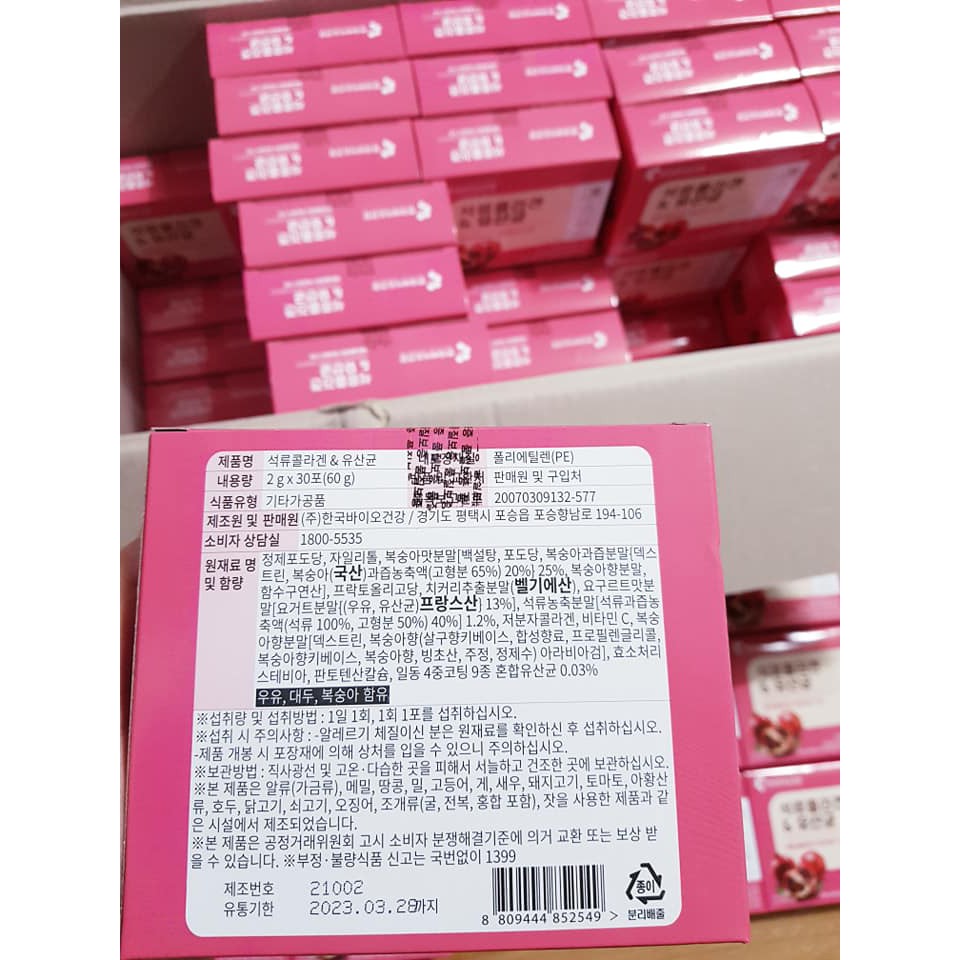 석류콜라겐
& 유산균
제품명 석류콜라겐 & 유산균 폴리에틸렌(PE)
내용량 2 g x 30포(60 g) 판매원 및 구입처
식품유형 기타가공품 20070309132-577
제조원 및 판매원 (주)한국바이오건강 / 경기도 평택시 포승읍 포승향남로 194-106
소비자 상담실 1800-5535
원재료 명 및 함량
정제포도당, 자일리톨, 복숭아맛분말[백설탕, 포도당, 복숭아과즙분말{덱스
트린, 복숭아(국산)과즙농축액(고형분 65%) 20%} 25%, 복숭아향분말,
함수구연산], 프락토올리고당, 치커리추출분말(벨기에산), 요구르트맛분
말[요거트분말{(우유, 유산균)프랑스산} 13%], 석류농축분말[석류과즙농
축액(석류 100%, 고형분 50%) 40%] 1.2%, 저분자콜라겐, 비타민 C, 복숭
아향분말[덱스트린, 복숭아향(살구향키베이스, 합성향료, 프로필렌글리콜,
복숭아향키베이스, 복숭아향, 빙초산, 주정, 정제수) 아라비아검], 효소처리
스테비아, 판토텐산칼슘, 일동 4중코팅 9종 혼합유산균 0.03%
우유, 대두, 복숭아 함유
※섭취량 및 섭취방법 : 1일 1회, 1회 1포를 섭취하십시오.
※섭취 시 주의사항 : -알레르기 체질이신 분은 원재료를 확인하신 후 섭취하십시오.
-제품 개봉 시 포장재에 의해 상처를 입을 수 있으니 주의하십시오.
※보관방법 : 직사광선 및 고온·다습한 곳을 피해서 서늘하고 건조한 곳에 보관하십시오.
※본 제품은 알류(가금류), 메밀, 땅콩, 밀, 고등어, 게, 새우, 돼지고기, 토마토, 아황산
류, 호두, 닭고기, 쇠고기, 오징어, 조개류(굴, 전복, 홍합 포함), 잣을 사용한 제품과 같
은 시설에서 제조되었습니다.
※본 제품은 공정거래위원회 고시 소비자 분쟁해결기준에 의거 교환 또는 보상 받
을 수 있습니다. ※부정·불량식품 신고는 국번없이 1399
제조번호 21002
유통기한 2023.03.28까지
8 809444 852549 >
종이
분리배출